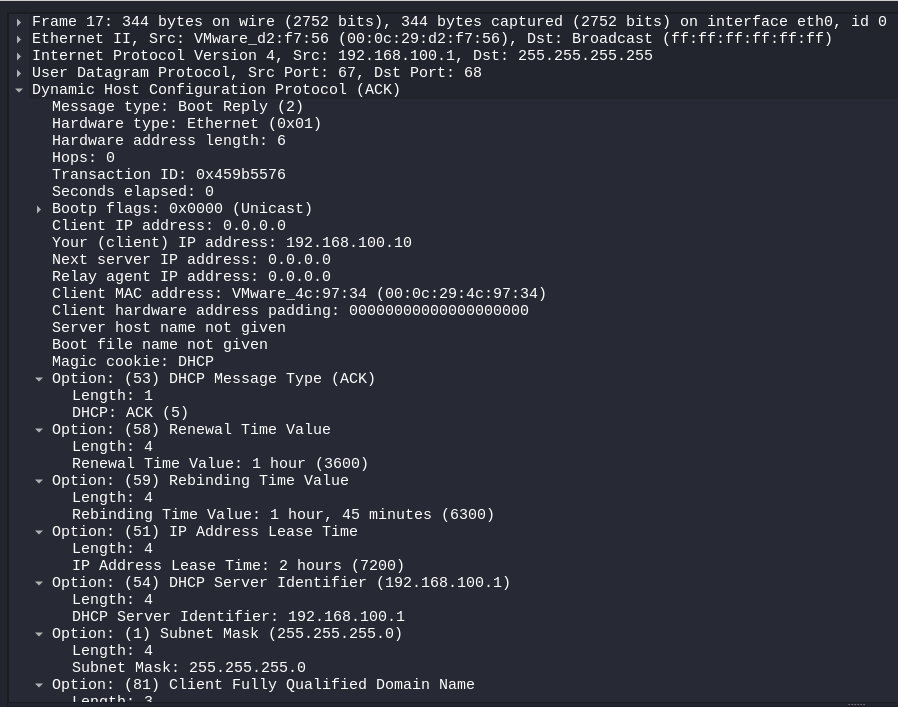 Frame 17: 344 bytes on wire (2752 bits), 344 bytes captured (2752 bits) on interface eth0, id 0
Ethernet II, Src: VMware_d2:f7:56 (00:0c:29:d2:f7:56), Dst: Broadcast (ff:ff:ff:ff:ff:ff)
Internet Protocol Version 4, Src: 192.168.100.1, Dst: 255.255.255.255
User Datagram Protocol, Src Port: 67, Dst Port: 68
Dynamic Host Configuration Protocol (ACK)
Message type: Boot Reply (2)
Hardware type: Ethernet (0x01)
Hardware address length: 6
Hops: 0
Transaction ID: 0x459b5576
Seconds elapsed: 0
Bootp flags: 0x0000 (Unicast)
Client IP address: 0.0.0.0
Your (client) IP address: 192.168.100.10
Next server IP address: 0.0.0.0
Relay agent IP address: 0.0.0.0
Client MAC address: VMware_4c:97:34 (00:0c:29:4c:97:34)
Client hardware address padding: 00000000000000000000
Server host name not given
Boot file name not given
Magic cookie: DHCP
Option: (53) DHCP Message Type (ACK)
Length: 1
DHCP: ACK (5)
Option: (58) Renewal Time Value
Length: 4
Renewal Time Value: 1 hour (3600)
Option: (59) Rebinding Time Value
Length: 4
Rebinding Time Value: 1 hour, 45 minutes (6300)
Option: (51) IP Address Lease Time
Length: 4
IP Address Lease Time: 2 hours (7200)
Option: (54) DHCP Server Identifier (192.168.100.1)
Length: 4
DHCP Server Identifier: 192.168.100.1
Option: (1) Subnet Mask (255.255.255.0)
Length: 4
Subnet Mask: 255.255.255.0
Option: (81) Client Fully Qualified Domain Name
Length: 3